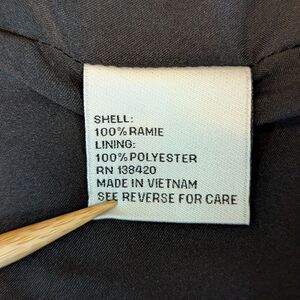 SHELL:
100% RAMIE
LINING:
100% POLYESTER
RN 138420
MADE IN VIETNAM
SEE REVERSE FOR CARE